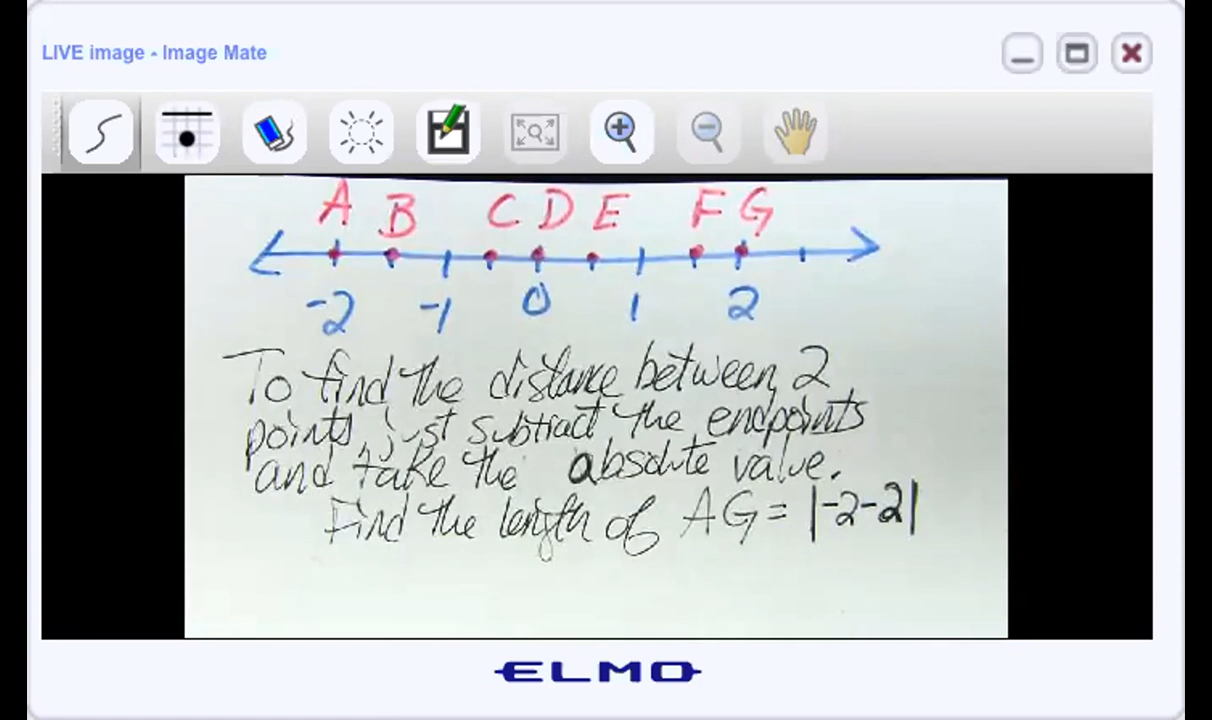 LIVE image - Image Mate
A B C D E F G
-2 -1 0 1 2
To find the distance between 2
points, just subtract the endpoints
and take the absolute value.
Find the length of AG = |-2-2|
ELMO